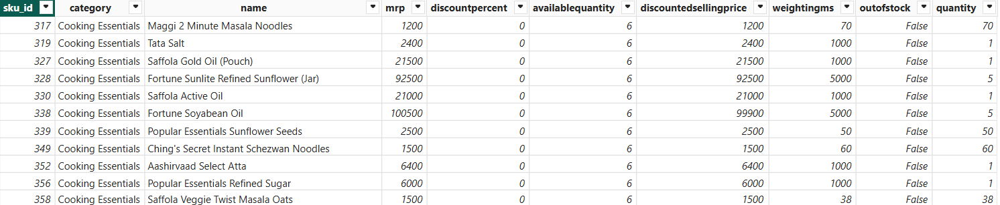 sku_id category name mrp discountpercent availablequantity discountedsellingprice weightingms outofstock quantity
317 Cooking Essentials Maggi 2 Minute Masala Noodles 1200 0 6 1200 70 False 70
319 Cooking Essentials Tata Salt 2400 0 6 2400 1000 False 1
327 Cooking Essentials Saffola Gold Oil (Pouch) 21500 0 6 21500 1000 False 1
328 Cooking Essentials Fortune Sunlite Refined Sunflower (Jar) 92500 0 6 92500 5000 False 5
330 Cooking Essentials Saffola Active Oil 21000 0 6 21000 1000 False 1
338 Cooking Essentials Fortune Soyabean Oil 100500 0 6 99900 5000 False 5
339 Cooking Essentials Popular Essentials Sunflower Seeds 2500 0 6 2500 50 False 50
349 Cooking Essentials Ching's Secret Instant Schezwan Noodles 1500 0 6 1500 60 False 60
352 Cooking Essentials Aashirvaad Select Atta 6400 0 6 6400 1000 False 1
356 Cooking Essentials Popular Essentials Refined Sugar 6000 0 6 6000 1000 False 1
358 Cooking Essentials Saffola Veggie Twist Masala Oats 1500 0 6 1500 38 False 38